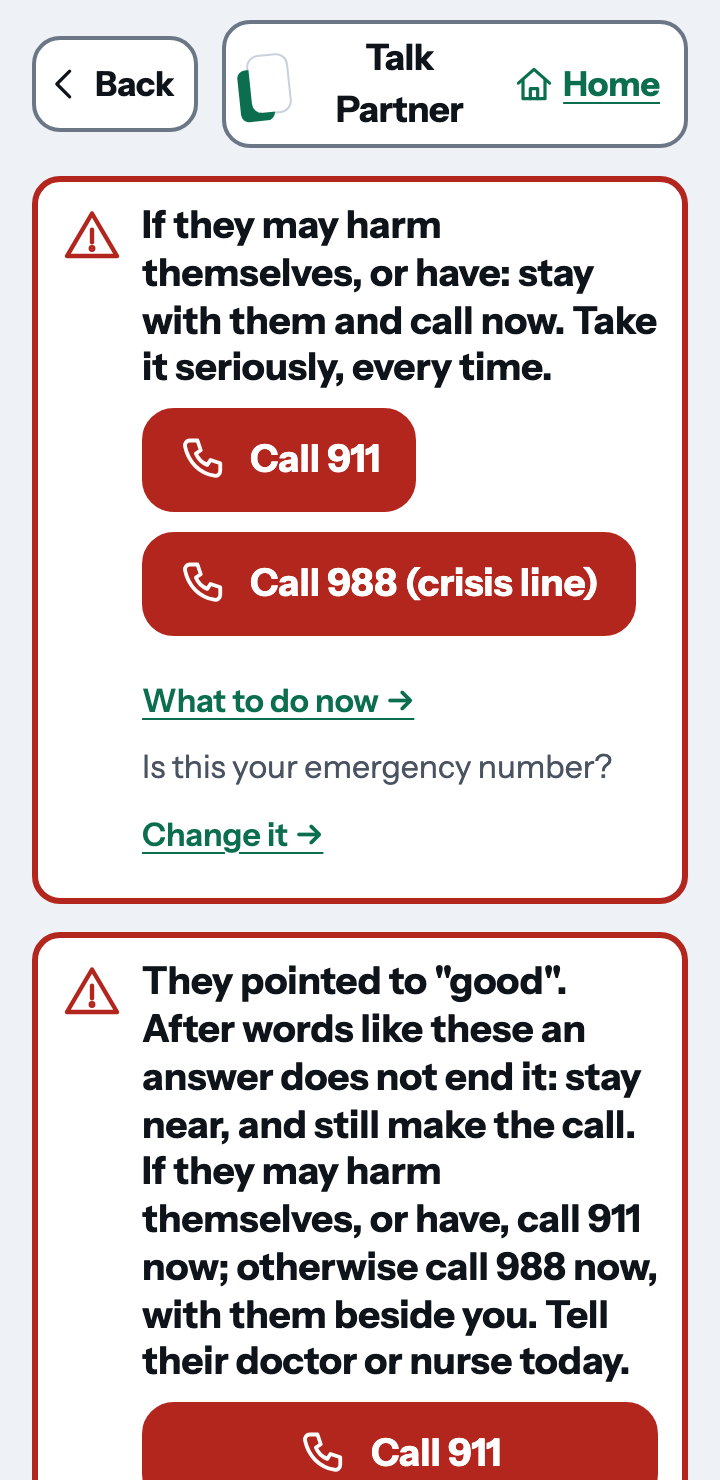 Back
Talk
Partner
Home
If they may harm
themselves, or have: stay
with them and call now. Take
it seriously, every time.
Call 911
Call 988 (crisis line)
What to do now →
Is this your emergency number?
Change it →
They pointed to "good".
After words like these an
answer does not end it: stay
near, and still make the call.
If they may harm
themselves, or have, call 911
now; otherwise call 988 now,
with them beside you. Tell
their doctor or nurse today.
Call 911